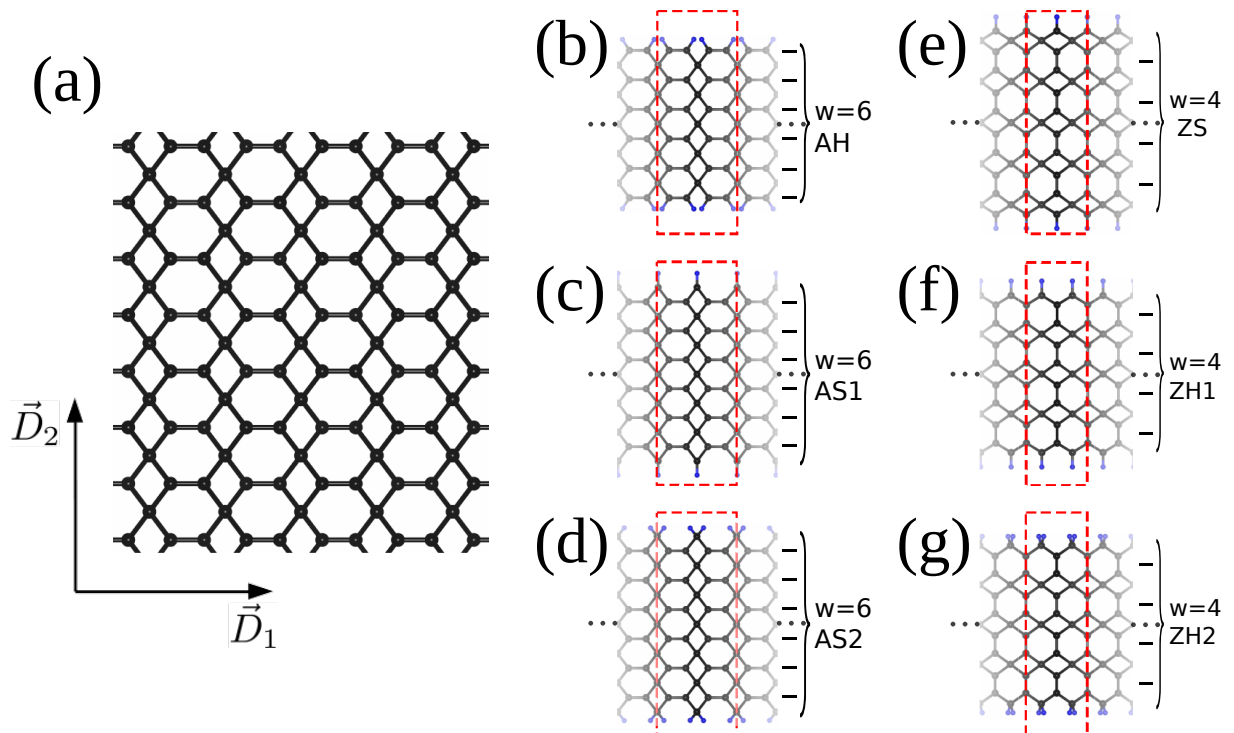 (a)
D⃗₂
D⃗₁
(b)
w=6
AH
(c)
w=6
AS1
(d)
w=6
AS2
(e)
w=4
ZS
(f)
w=4
ZH1
(g)
w=4
ZH2